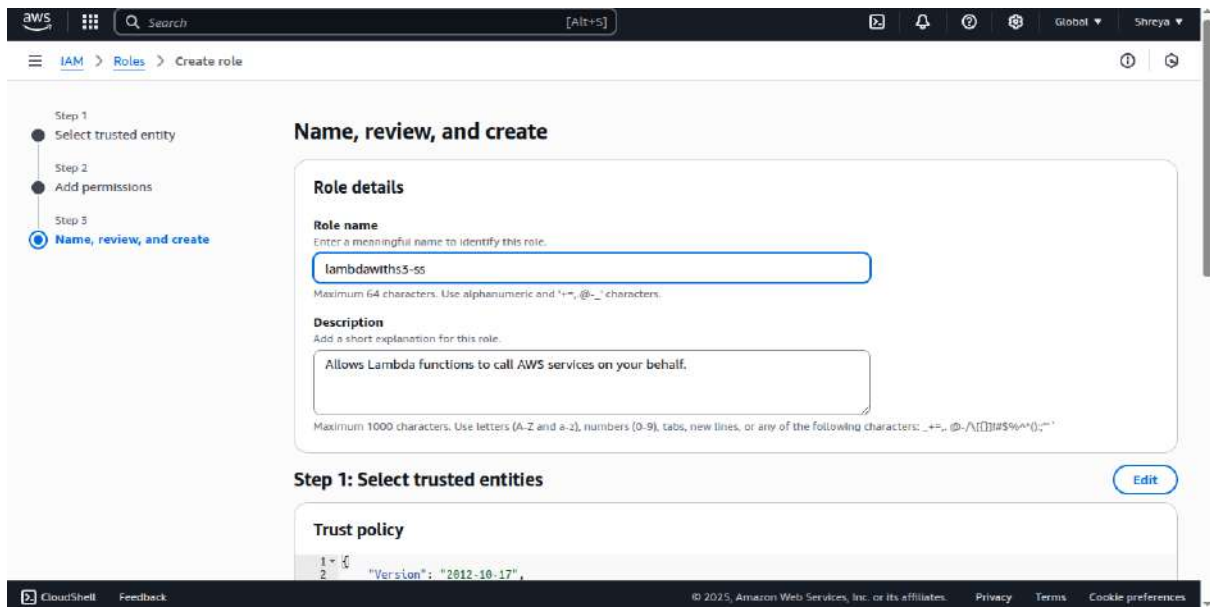 aws
Search
[Alt+S]
Global
Shreya
IAM > Roles > Create role
Step 1
Select trusted entity
Step 2
Add permissions
Step 3
Name, review, and create
Name, review, and create
Role details
Role name
Enter a meaningful name to identify this role.
lambdawiths3-ss
Maximum 64 characters. Use alphanumeric and '+=,.@-_' characters.
Description
Add a short explanation for this role.
Allows Lambda functions to call AWS services on your behalf.
Maximum 1000 characters. Use letters (A-Z and a-z), numbers (0-9), tabs, new lines, or any of the following characters:
Step 1: Select trusted entities
Edit
Trust policy
1 {
2 "Version": "2012-10-17",
CloudShell
Feedback
© 2025, Amazon Web Services, Inc. or its affiliates.
Privacy
Terms
Cookie preferences